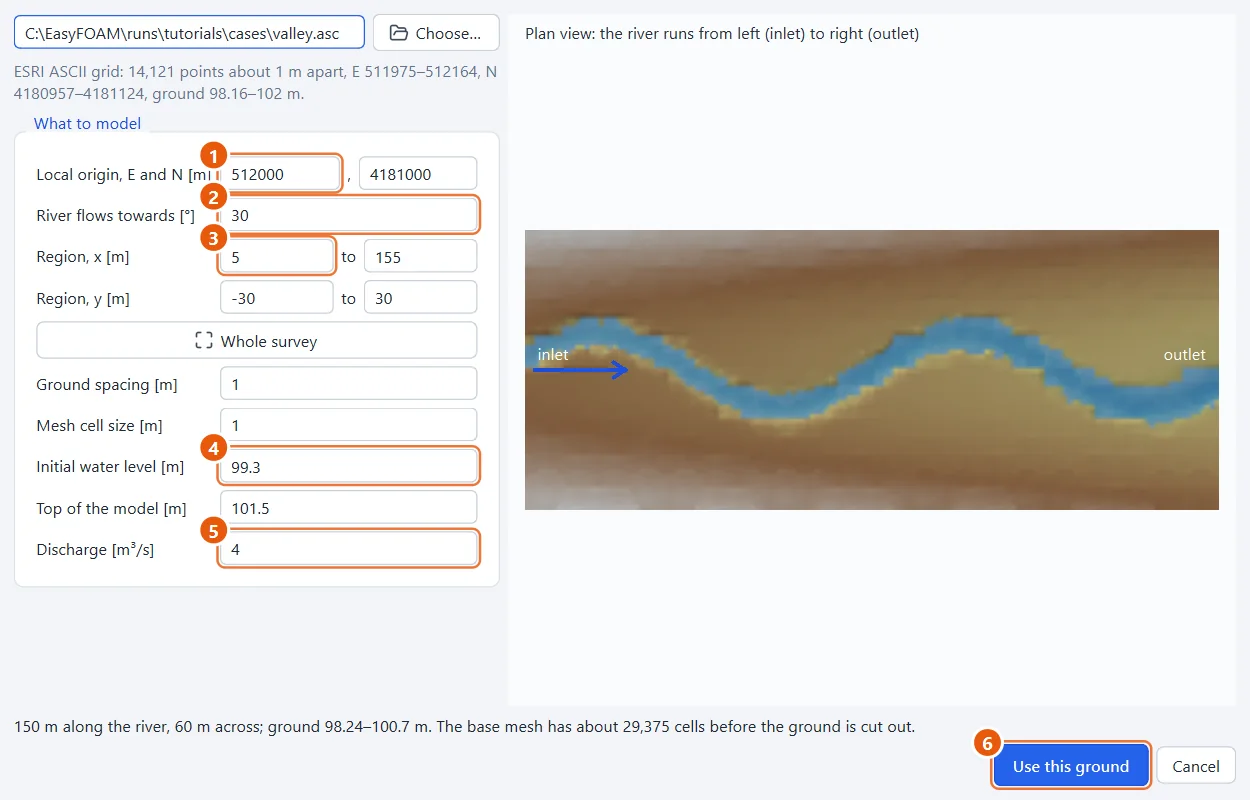 C:\EasyFOAM\runs\tutorials\cases\valley.asc
Choose...
Plan view: the river runs from left (inlet) to right (outlet)
ESRI ASCII grid: 14,121 points about 1 m apart, E 511975–512164, N
4180957–4181124, ground 98.16–102 m.
What to model
1
Local origin, E and N [m] 512000 , 4181000
2
River flows towards [°] 30
3
Region, x [m] 5 to 155
Region, y [m] -30 to 30
Whole survey
Ground spacing [m] 1
Mesh cell size [m] 1
4
Initial water level [m] 99.3
Top of the model [m] 101.5
5
Discharge [m³/s] 4
inlet
outlet
150 m along the river, 60 m across; ground 98.24–100.7 m. The base mesh has about 29,375 cells before the ground is cut out.
6
Use this ground
Cancel